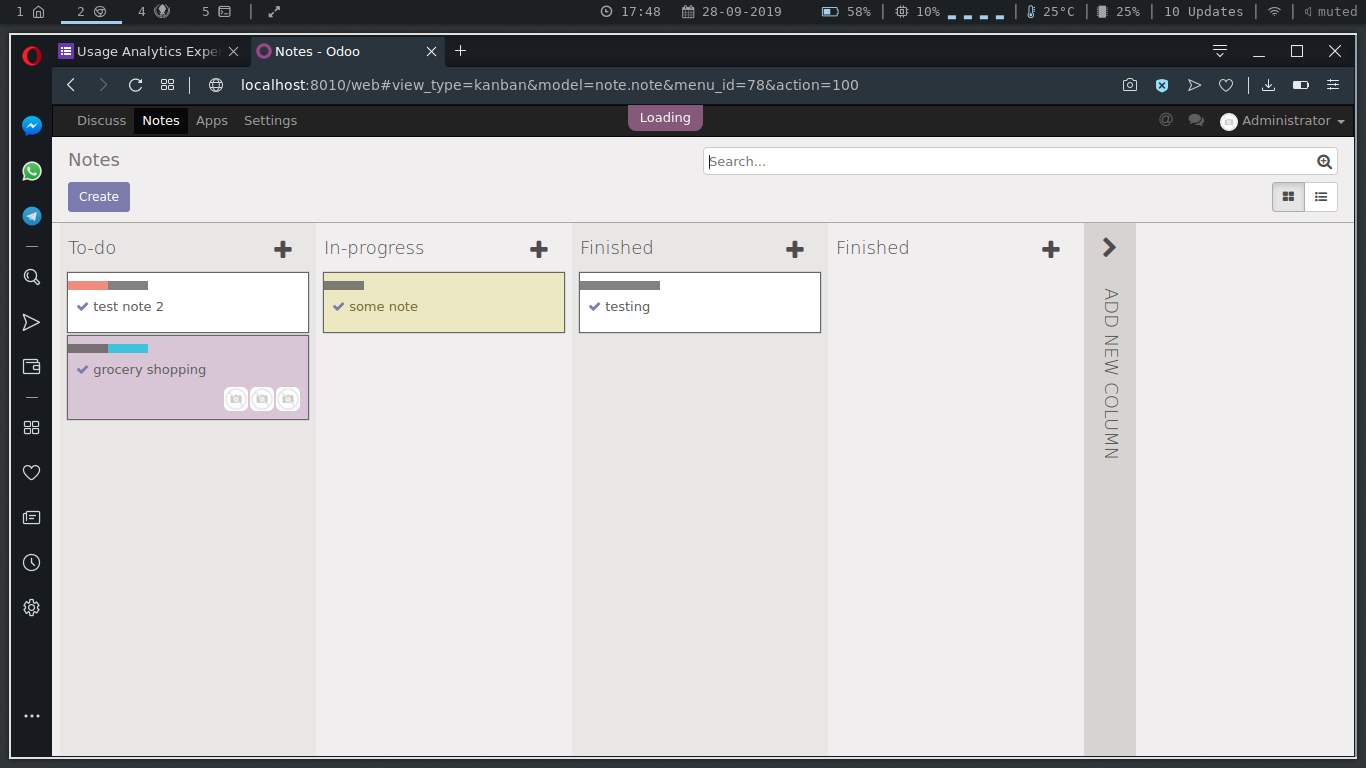 1 2 4 5 17:48 28-09-2019 58% 10% 25°C 25% 10 Updates muted
Usage Analytics Expe Notes - Odoo
localhost:8010/web#view_type=kanban&model=note.note&menu_id=78&action=100
Discuss Notes Apps Settings Loading @ Administrator
Notes Search...
Create
To-do In-progress Finished Finished
test note 2 some note testing
grocery shopping
ADD NEW COLUMN